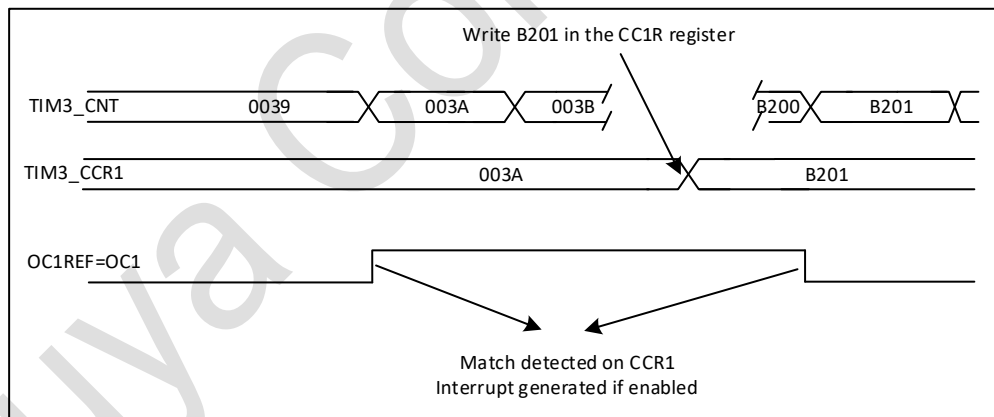 Write B201 in the CC1R register
TIM3_CNT 0039 003A 003B B200 B201
TIM3_CCR1 003A B201
OC1REF=OC1
Match detected on CCR1
Interrupt generated if enabled